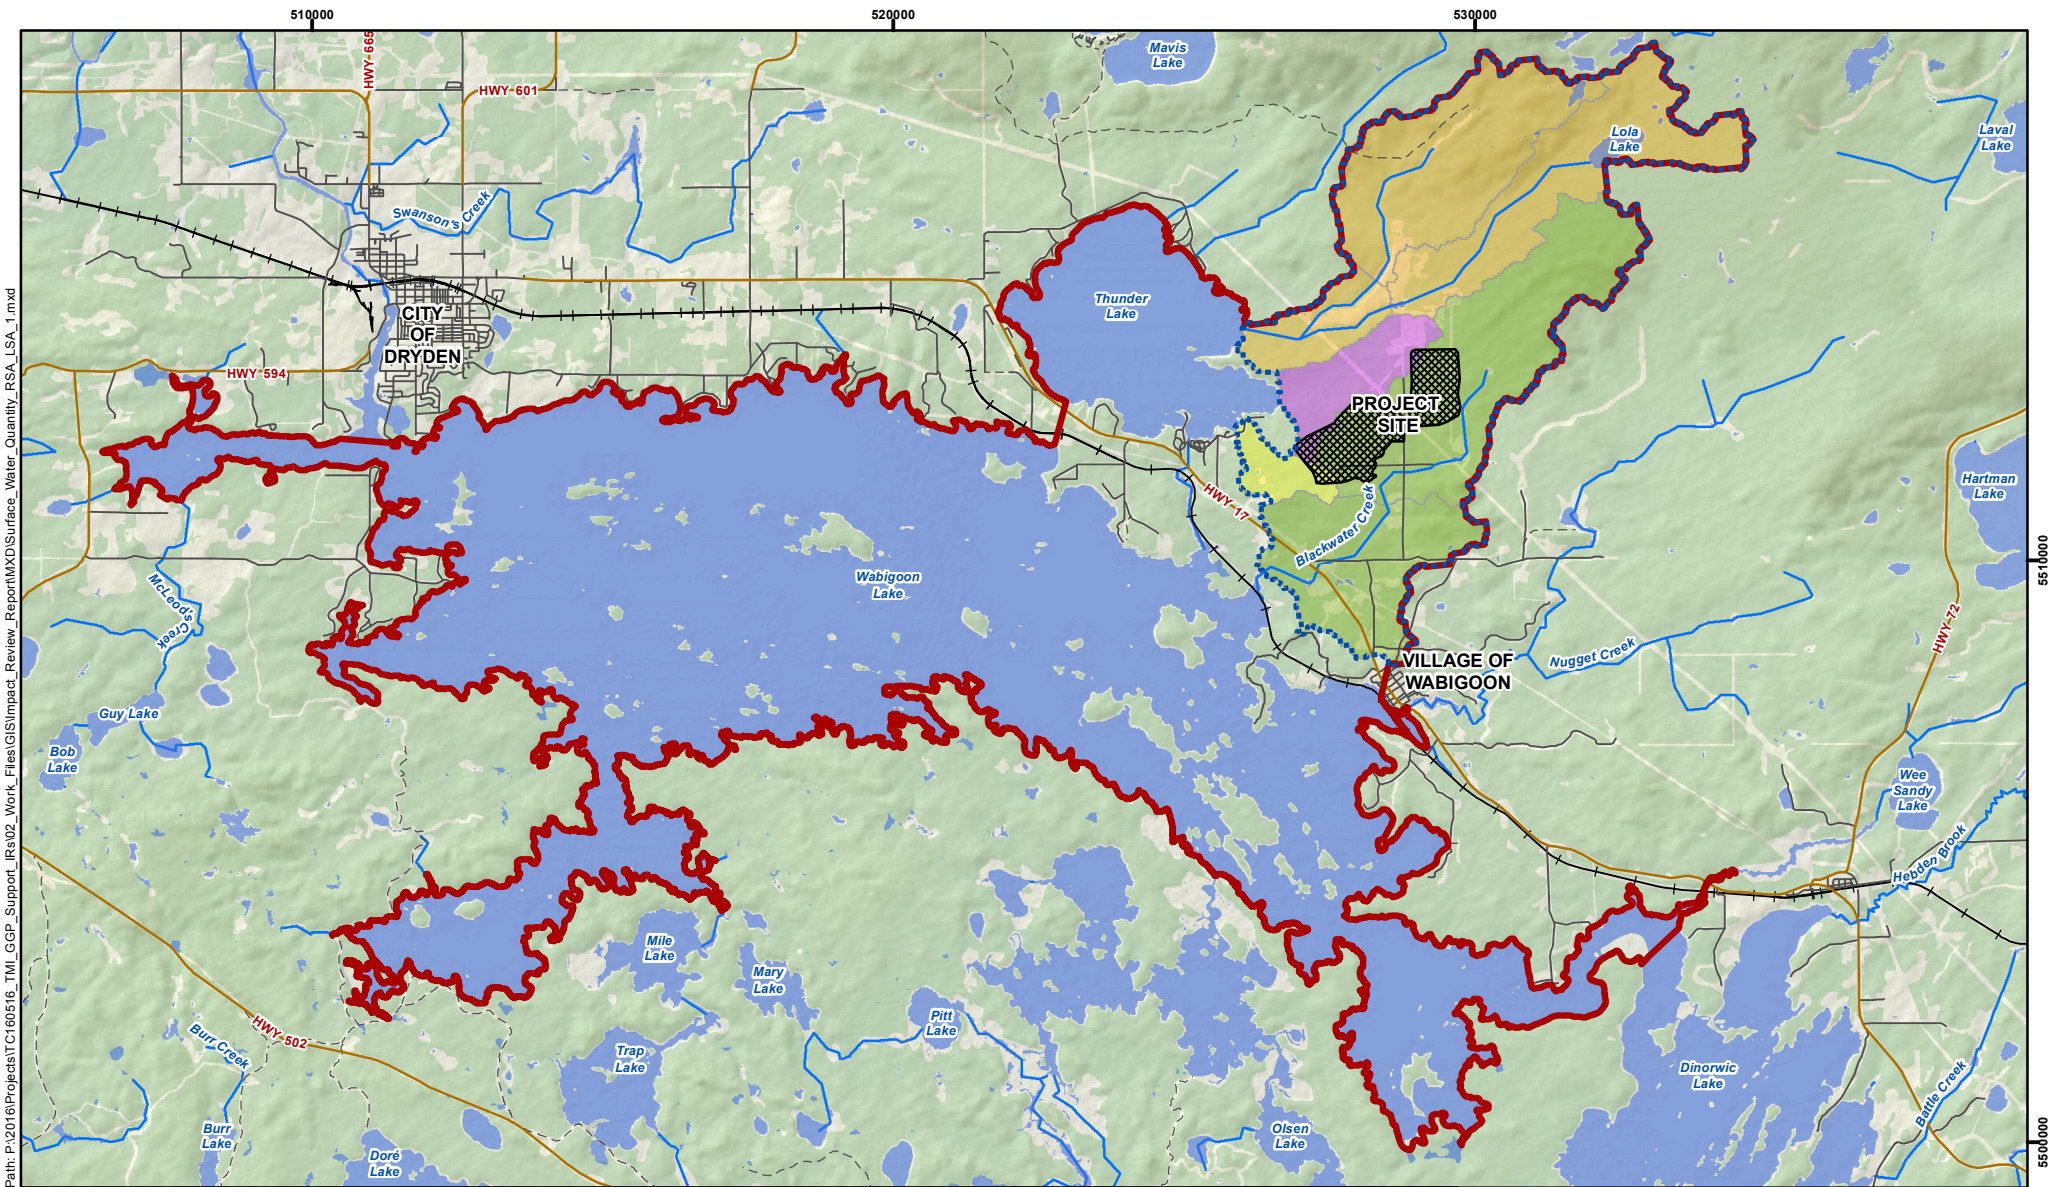 510000
520000
530000
HWY 665
HWY 601
Mavis
Lake
Lola
Lake
Laval
Lake
Swanson's Creek
Thunder
Lake
CITY
OF
DRYDEN
HWY 594
PROJECT
SITE
HWY 17
Blackwater Creek
Hartman
Lake
5510000
Wabigoon
Lake
McLeod's Creek
HWY 72
Nugget Creek
VILLAGE OF
WABIGOON
Guy Lake
Bob
Lake
Wee
Sandy
Lake
Hebden Brook
Mile
Lake
Mary
Lake
Pitt
Lake
HWY 502
Burr Creek
Trap
Lake
Dinorwic
Lake
Battle Creek
Burr
Lake
Doré
Lake
Olsen
Lake
5500000
Path: P:\2016\Projects\TC160516_TMI_GGP_Support_IRs\02_Work_Files\GIS\Impact_Review_Report\MXD\Surface_Water_Quantity_RSA_LSA_1.mxd